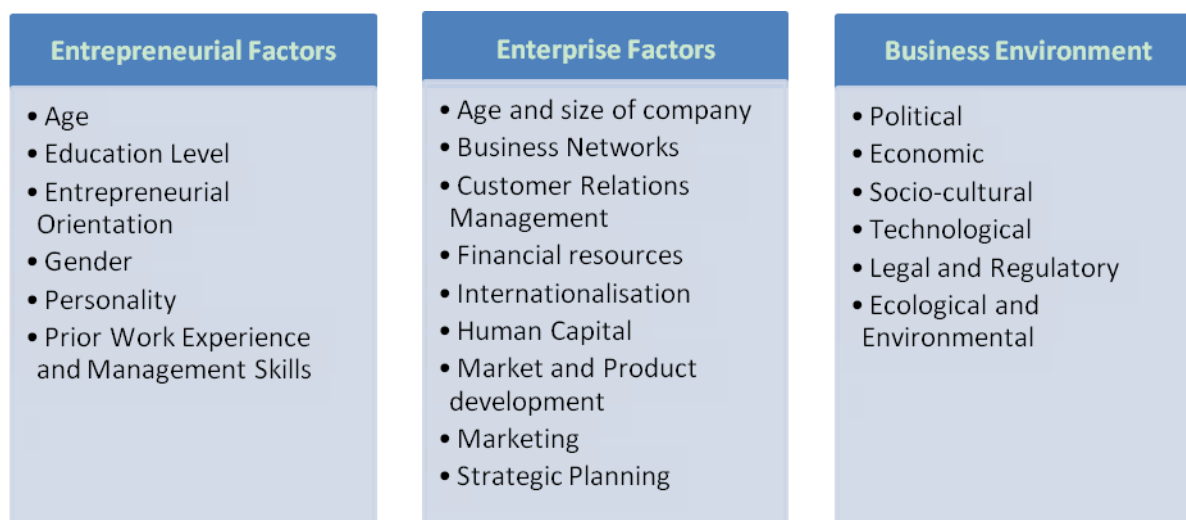 Entrepreneurial Factors
• Age
• Education Level
• Entrepreneurial
Orientation
• Gender
• Personality
• Prior Work Experience
and Management Skills
Enterprise Factors
• Age and size of company
• Business Networks
• Customer Relations
Management
• Financial resources
• Internationalisation
• Human Capital
• Market and Product
development
• Marketing
• Strategic Planning
Business Environment
• Political
• Economic
• Socio-cultural
• Technological
• Legal and Regulatory
• Ecological and
Environmental